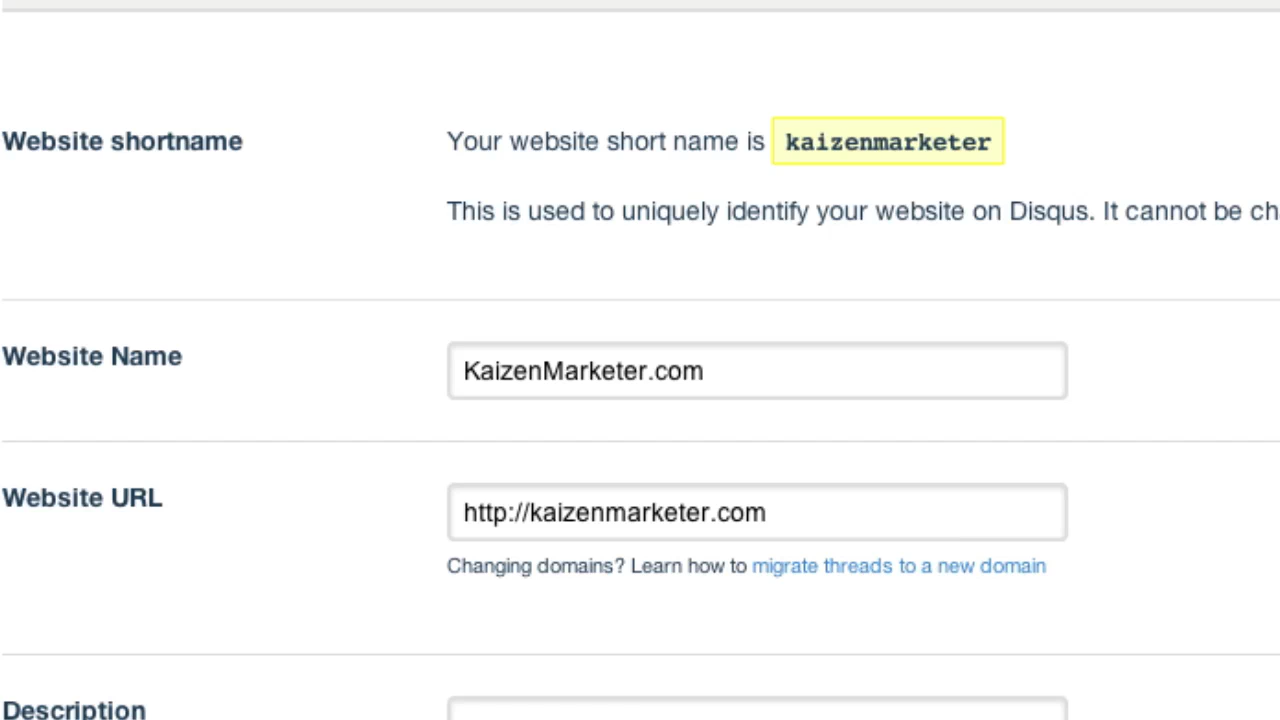 Website shortname
Your website short name is kaizenmarketer
This is used to uniquely identify your website on Disqus. It cannot be
Website Name
KaizenMarketer.com
Website URL
http://kaizenmarketer.com
Changing domains? Learn how to migrate threads to a new domain
Description